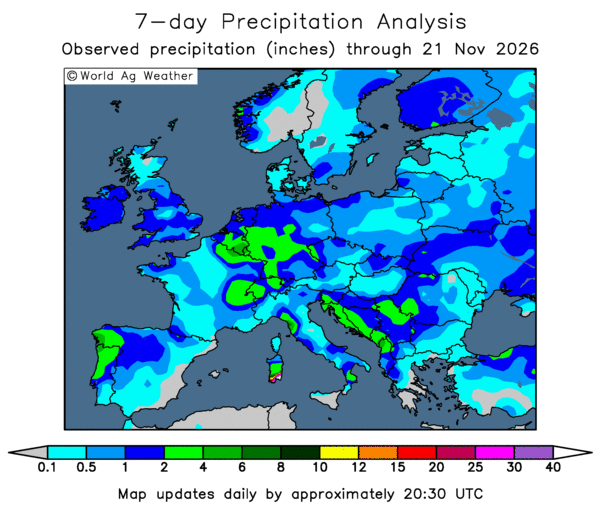 7-day Precipitation Analysis
Observed precipitation (inches) through 21 Nov 2026
© World Ag Weather
0.1 0.5 1 2 4 6 8 10 12 15 20 25 30 40
Map updates daily by approximately 20:30 UTC